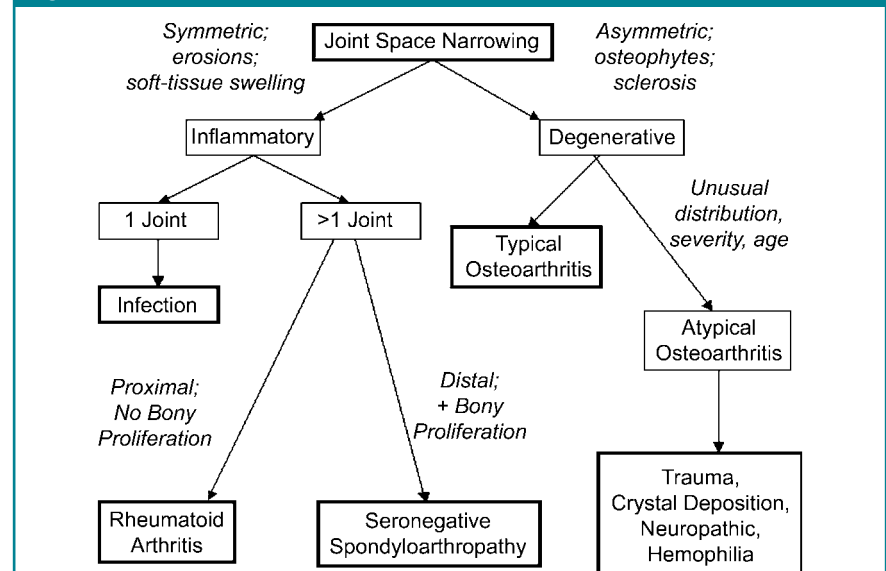 Symmetric;
erosions;
soft-tissue swelling
Joint Space Narrowing
Asymmetric;
osteophytes;
sclerosis
Inflammatory
Degenerative
1 Joint
>1 Joint
Unusual
distribution,
severity, age
Typical
Osteoarthritis
Infection
Atypical
Osteoarthritis
Proximal;
No Bony
Proliferation
Distal;
+ Bony
Proliferation
Rheumatoid
Arthritis
Seronegative
Spondyloarthropathy
Trauma,
Crystal Deposition,
Neuropathic,
Hemophilia